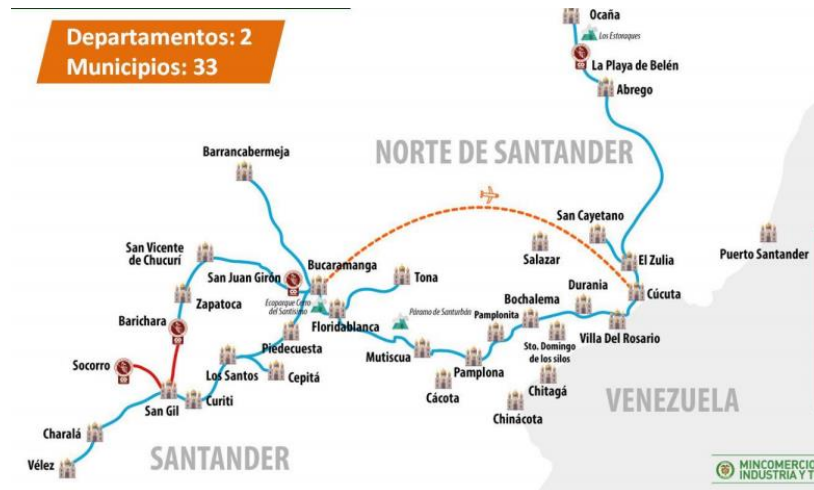 Departamentos: 2
Municipios: 33
Ocaña
Los Estoraques
La Playa de Belén
Abrego
NORTE DE SANTANDER
Barrancabermeja
San Cayetano
San Vicente
de Chucurí
San Juan Girón
Bucaramanga
Tona
Salazar
El Zulia
Puerto Santander
Zapatoca
Ecoparque Cerro
del Santísimo
Floridablanca
Páramo de Santurbán
Pamplonita
Bochalema
Durania
Cúcuta
Barichara
Piedecuesta
Mutiscua
Pamplona
Sto. Domingo
de los silos
Villa Del Rosario
Socorro
Los Santos
Cepitá
Cácota
Chitagá
Chinácota
VENEZUELA
San Gil
Curiti
Charalá
Vélez
SANTANDER
MINCOMERCIO
INDUSTRIA Y T